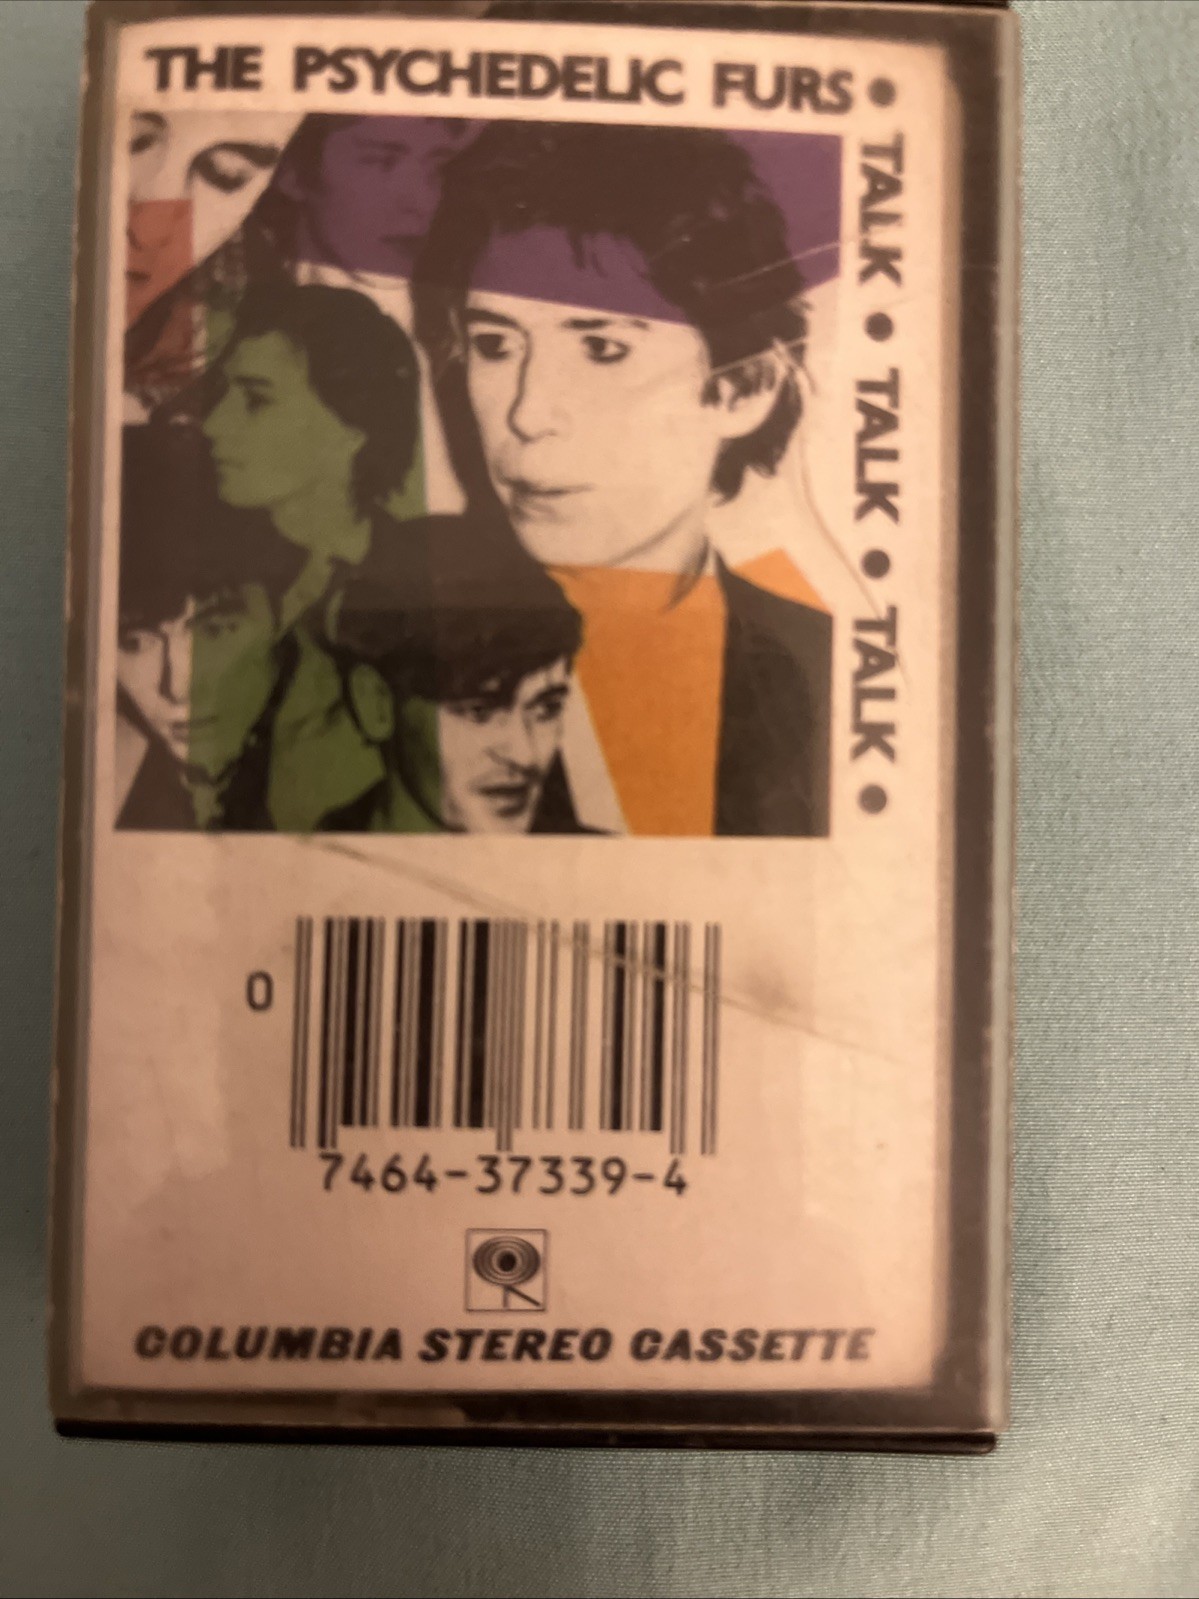 THE PSYCHEDELIC FURS •
TALK • TALK • TALK •
0
7464-37339-4
COLUMBIA STEREO CASSETTE